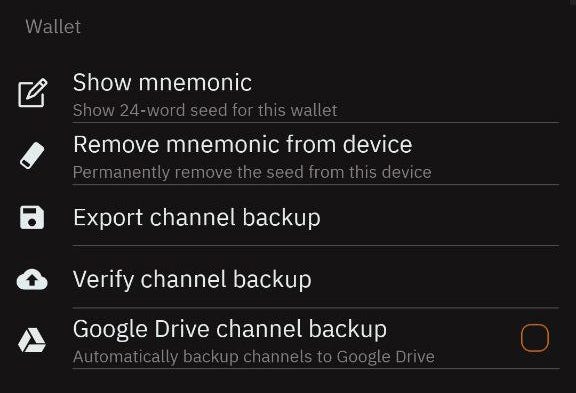 Wallet
Show mnemonic
Show 24-word seed for this wallet
Remove mnemonic from device
Permanently remove the seed from this device
Export channel backup
Verify channel backup
Google Drive channel backup
Automatically backup channels to Google Drive